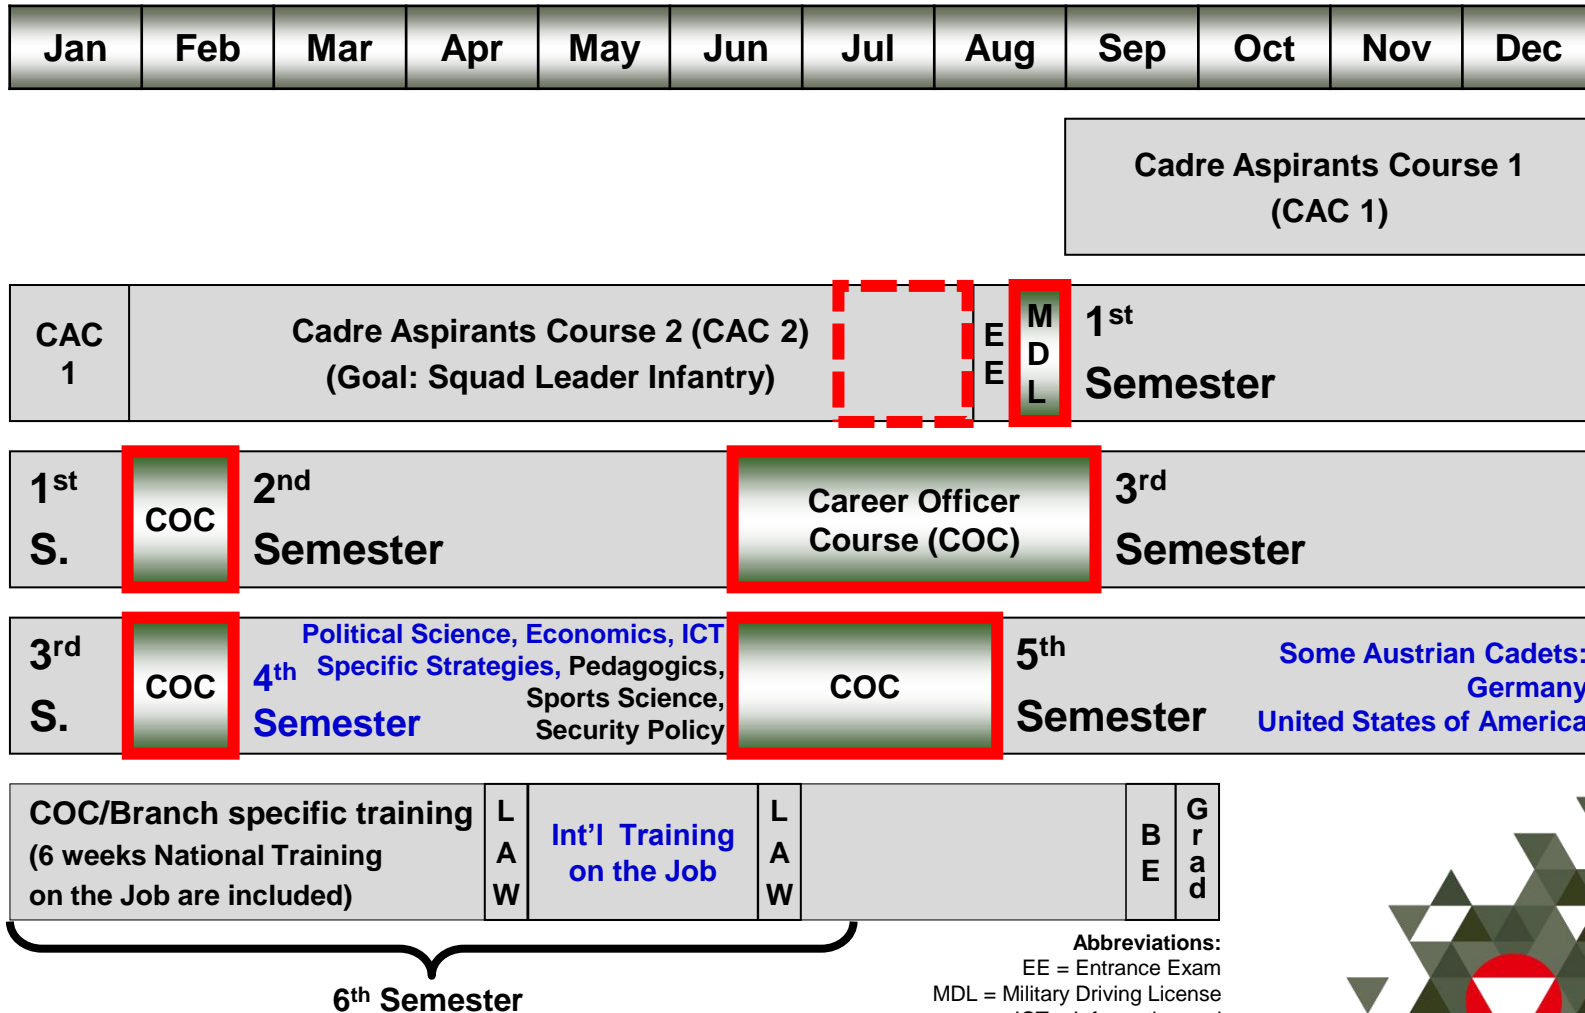 Jan Feb Mar Apr May Jun Jul Aug Sep Oct Nov Dec
Cadre Aspirants Course 1
(CAC 1)
CAC
1
Cadre Aspirants Course 2 (CAC 2)
(Goal: Squad Leader Infantry)
E
E
M
D
L
1st
Semester
1st
S.
COC
2nd
Semester
Career Officer
Course (COC)
3rd
Semester
3rd
S.
COC
4th
Semester
Political Science, Economics, ICT
Specific Strategies, Pedagogics,
Sports Science,
Security Policy
COC
5th
Semester
Some Austrian Cadets:
Germany
United States of America
COC/Branch specific training
(6 weeks National Training
on the Job are included)
L
A
W
Int'l Training
on the Job
L
A
W
B
E
G
r
a
d
6th Semester
Abbreviations:
EE = Entrance Exam
MDL = Military Driving License